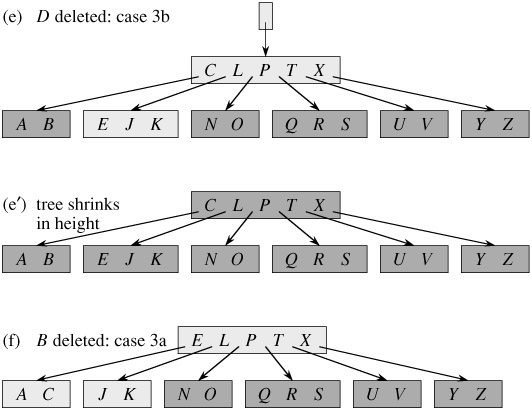 (e) D deleted: case 3b
C L P T X
A B E J K N O Q R S U V Y Z
(e′) tree shrinks
in height
C L P T X
A B E J K N O Q R S U V Y Z
(f) B deleted: case 3a
E L P T X
A C J K N O Q R S U V Y Z